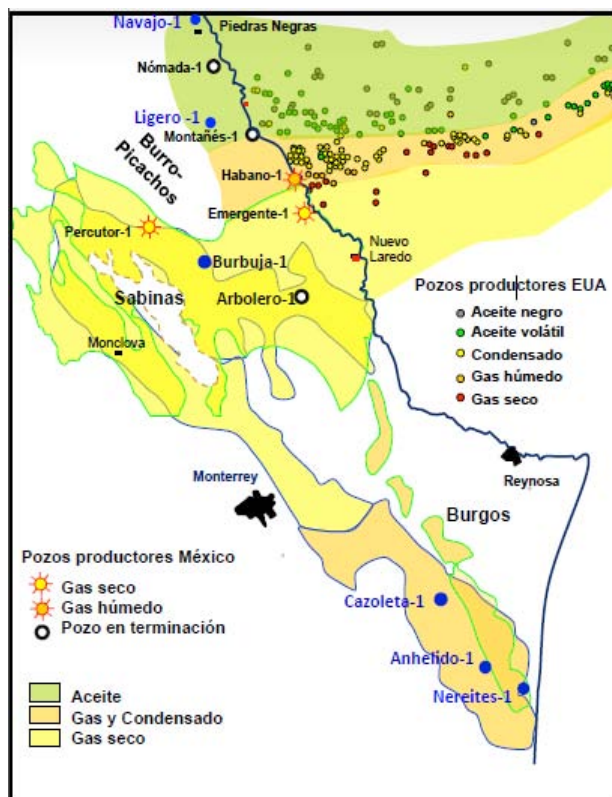 Navajo-1
Piedras Negras
Nómada-1
Ligero -1
Montañés-1
Burro-
Picachos
Habano-1
Emergente-1
Percutor-1
Nuevo
Laredo
Burbuja-1
Pozos productores EUA
Sabinas
Arbolero-1
Aceite negro
Aceite volátil
Monclova
Condensado
Gas húmedo
Gas seco
Monterrey
Reynosa
Burgos
Pozos productores México
Gas seco
Gas húmedo
Pozo en terminación
Cazoleta-1
Anhelido-1
Nereites-1
Aceite
Gas y Condensado
Gas seco